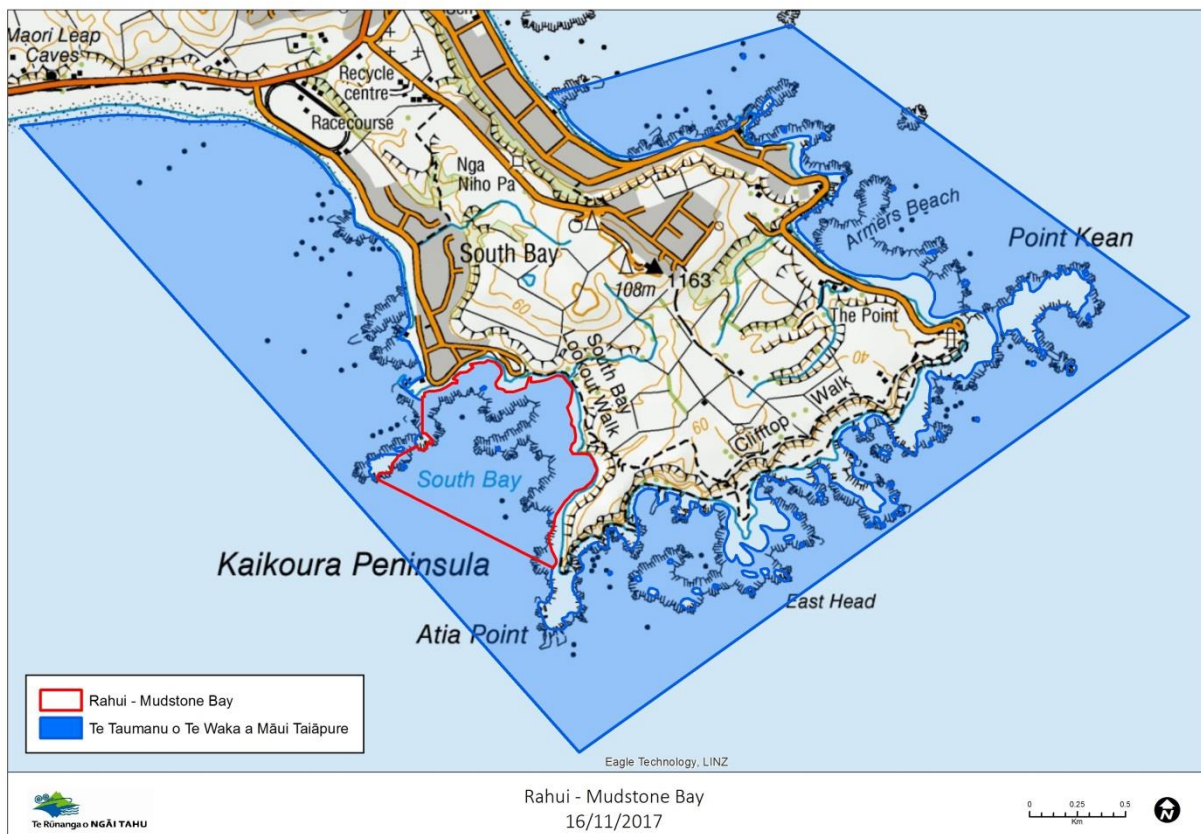 Maori Leap
Caves
Recycle
centre
Racecourse
Nga
Niho Pa
South Bay
108m
1163
60
60
40
Armers Beach
Point Kean
The Point
South Bay
Lookout Walk
Clifftop Walk
South Bay
Kaikoura Peninsula
Atia Point
East Head
Rahui - Mudstone Bay
Te Taumanu o Te Waka a Māui Taiāpure
Eagle Technology, LINZ
Te Rūnanga o NGĀI TAHU
Rahui - Mudstone Bay
16/11/2017
0 0.25 0.5
Km
N